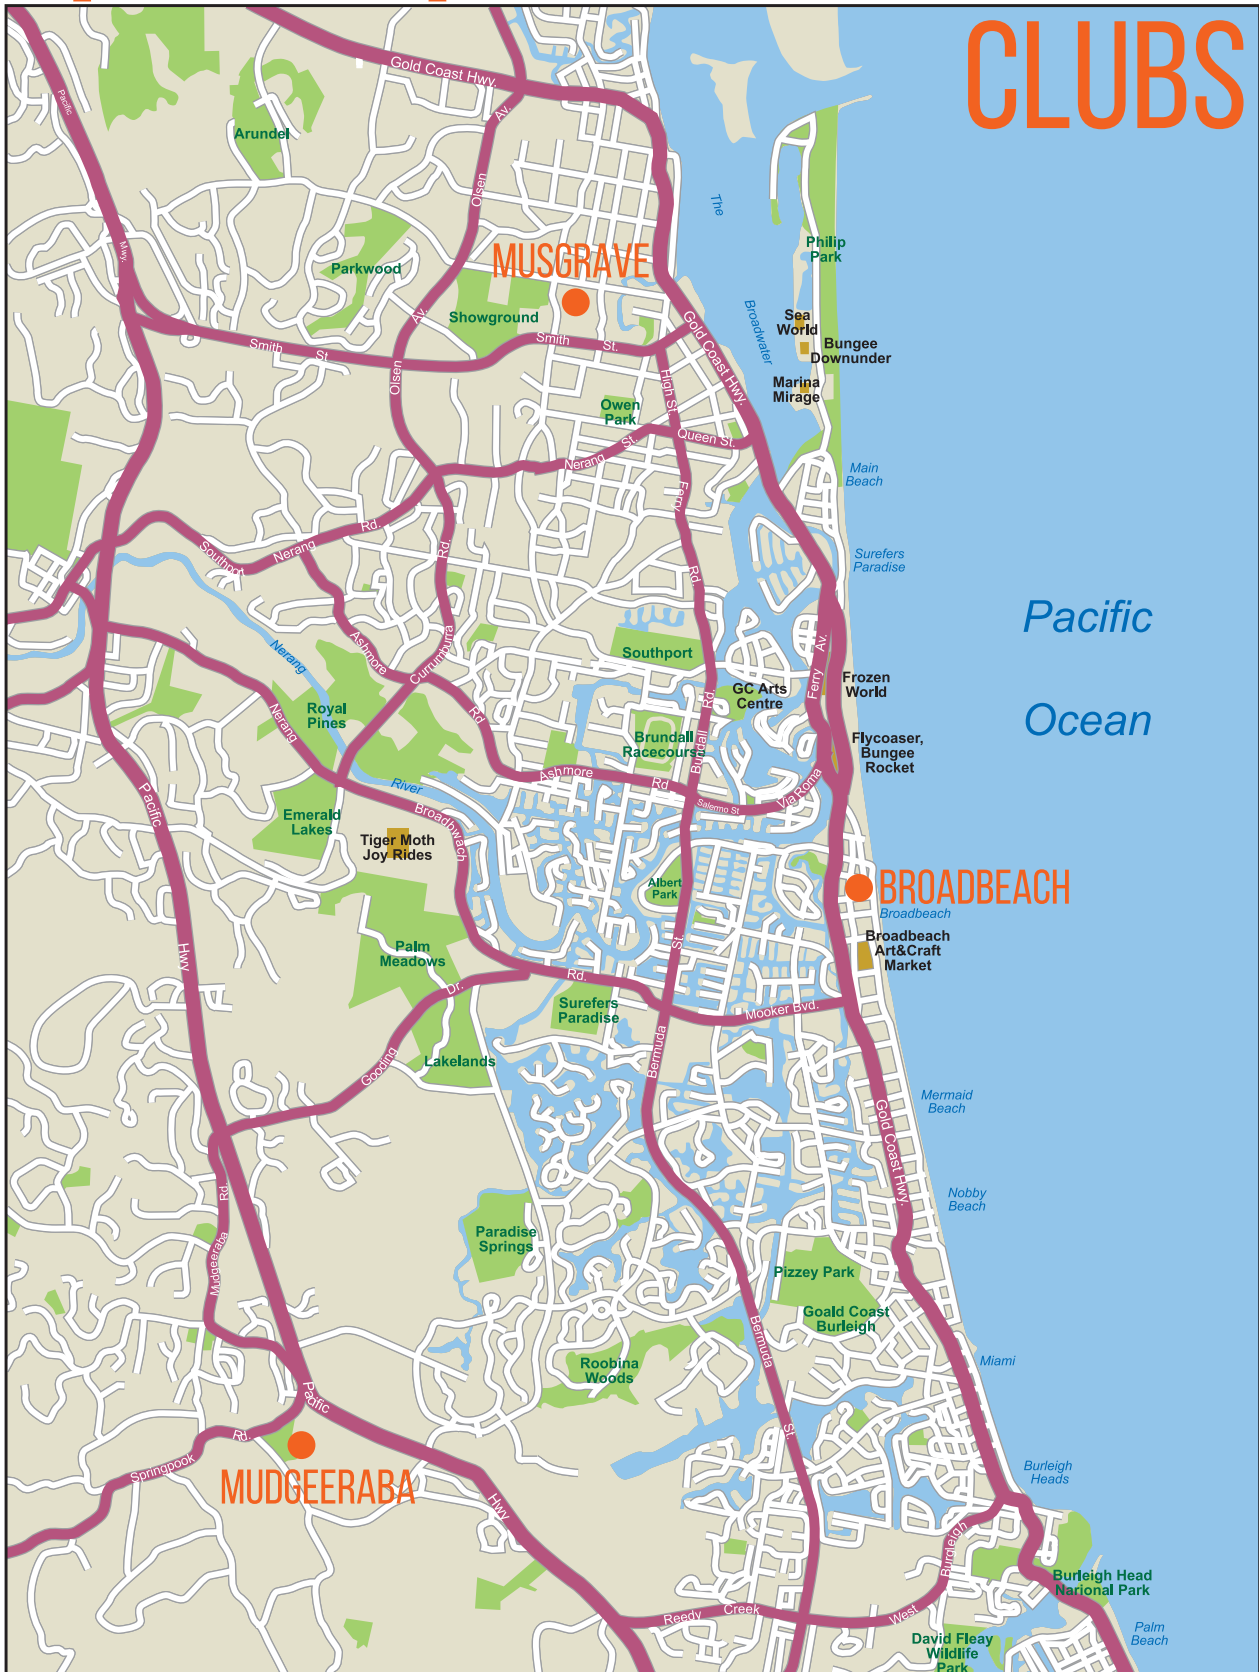 CLUBS
Gold Coast Hwy.
Pacific
Mwy.
Av.
Arundel
Olsen
The
Philip
Park
MUSGRAVE
Parkwood
Showground
Av.
Sea
World
Broadwater
Gold Coast Hwy.
Bungee
Downunder
Smith
St
Smith
St.
Olsen
High St.
Marina
Mirage
Owen
Park
Queen St.
Nerang
St.
Main
Beach
Ferry
Rd.
Southport
Nerang
Rd.
Rd.
Surefers
Paradise
Pacific
Ocean
Nerang
Ashmore
Currumburra
Southport
Av.
Ferry
GC Arts
Centre
Frozen
World
Rd.
Royal
Pines
Nerang
Rd
Brundall
Racecourse
Bundall
Flycoaser,
Bungee
Rocket
Pacific
River
Ashmore
Rd
Salermo St
Via Roma
Emerald
Lakes
Broadbwach
Tiger Moth
Joy Rides
Albert
Park
BROADBEACH
Broadbeach
Broadbeach
Art&Craft
Market
Hwy
Palm
Meadows
St.
Dr.
Rd.
Surefers
Paradise
Mooker Bvd.
Bermuda
Gooding
Lakelands
Mermaid
Beach
Gold Coast Hwy.
Rd.
Mudgeeraba
Nobby
Beach
Paradise
Springs
Pizzey Park
Goald Coast
Burleigh
Bermuda
Roobina
Woods
Miami
Pacific
St.
Rd.
Springpook
MUDGEERABA
Burleigh
Heads
Hwy
Burgleigh
Burleigh Head
Narional Park
Reedy
Creek
West
David Fleay
Wildlife
Park
Palm
Beach